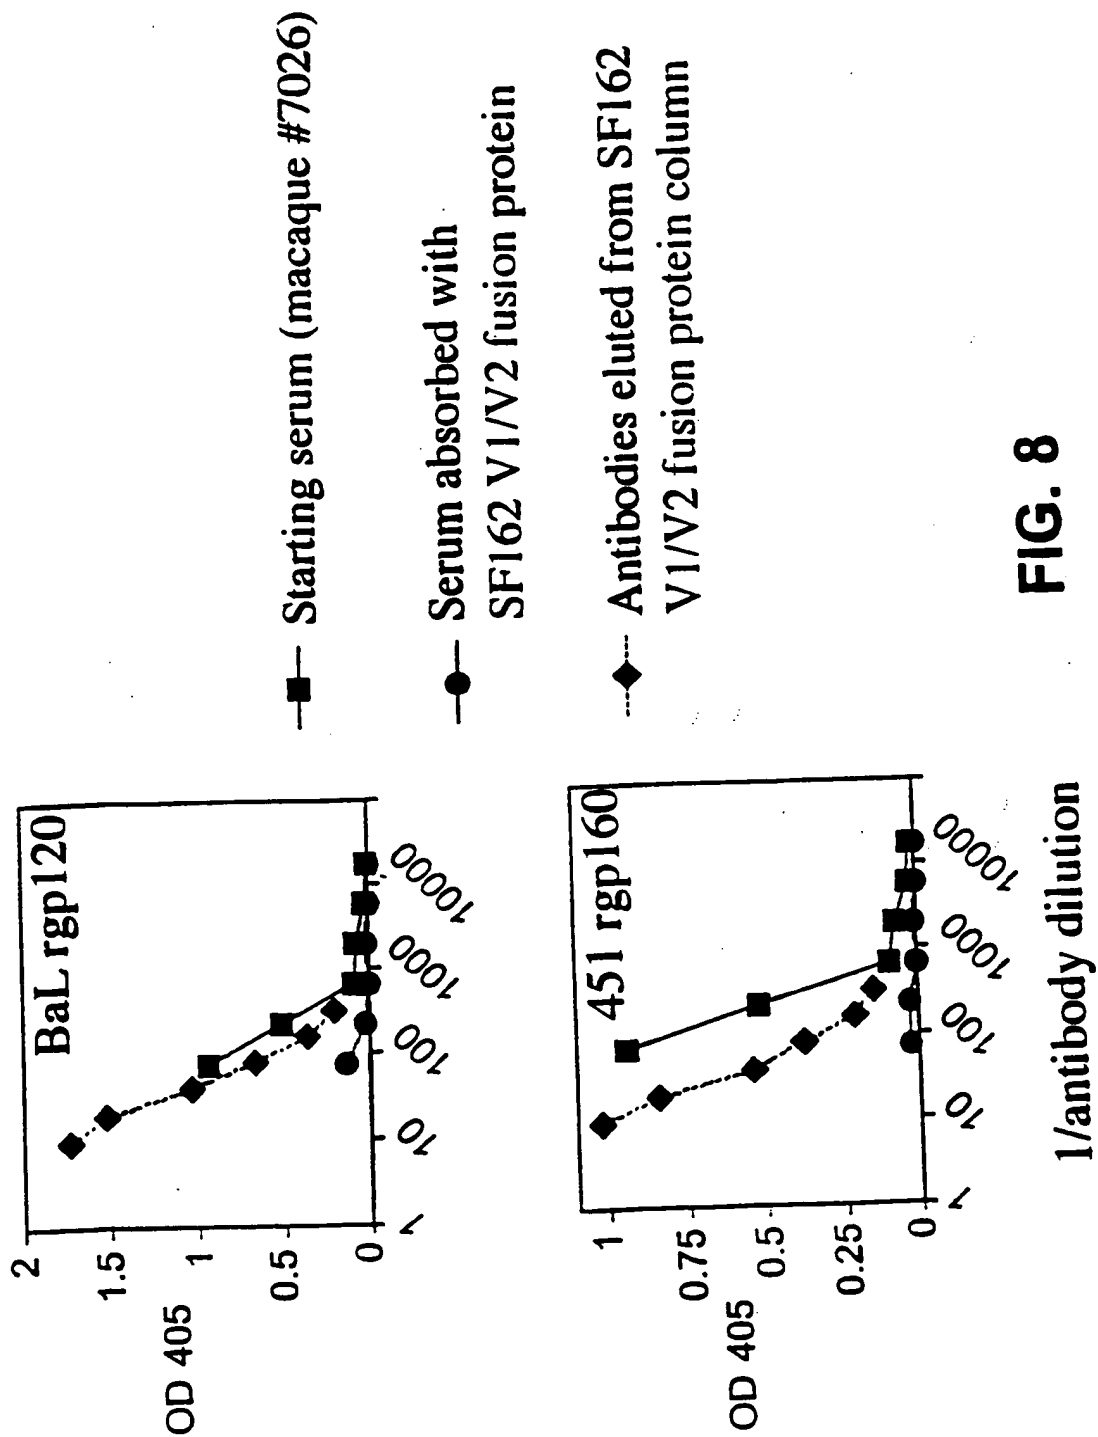 BaL rgp120
OD 405
2
1.5
1
0.5
0
1
10
100
1000
10000
451 rgp160
OD 405
1
0.75
0.5
0.25
0
1
10
100
1000
10000
1/antibody dilution
Starting serum (macaque #7026)
Serum absorbed with
SF162 V1/V2 fusion protein
Antibodies eluted from SF162
V1/V2 fusion protein column
FIG. 8